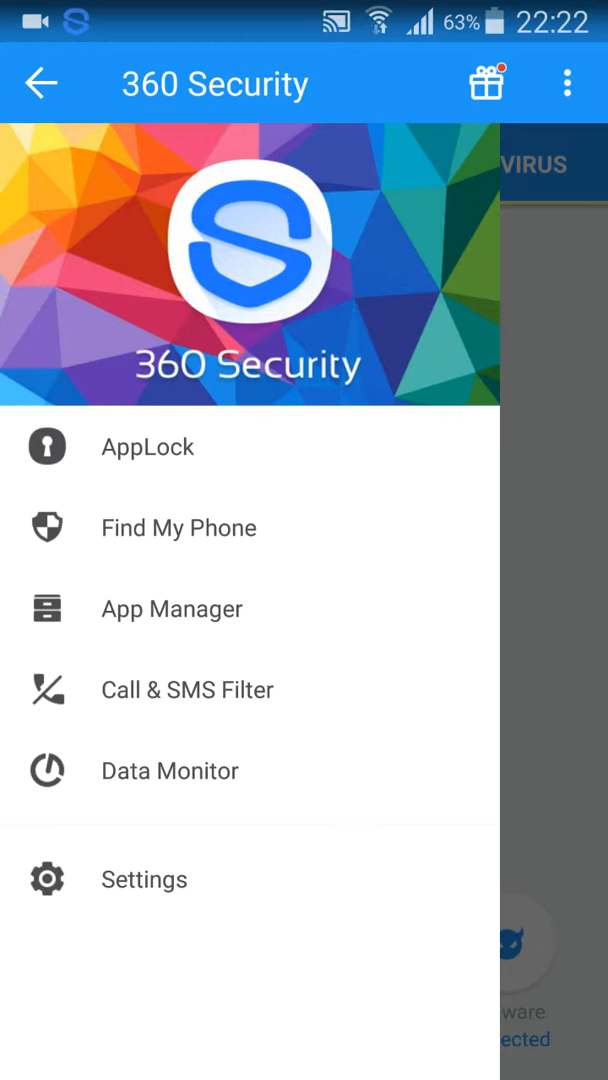 63% 22:22
360 Security
VIRUS
360 Security
AppLock
Find My Phone
App Manager
Call & SMS Filter
Data Monitor
Settings
ware
ected